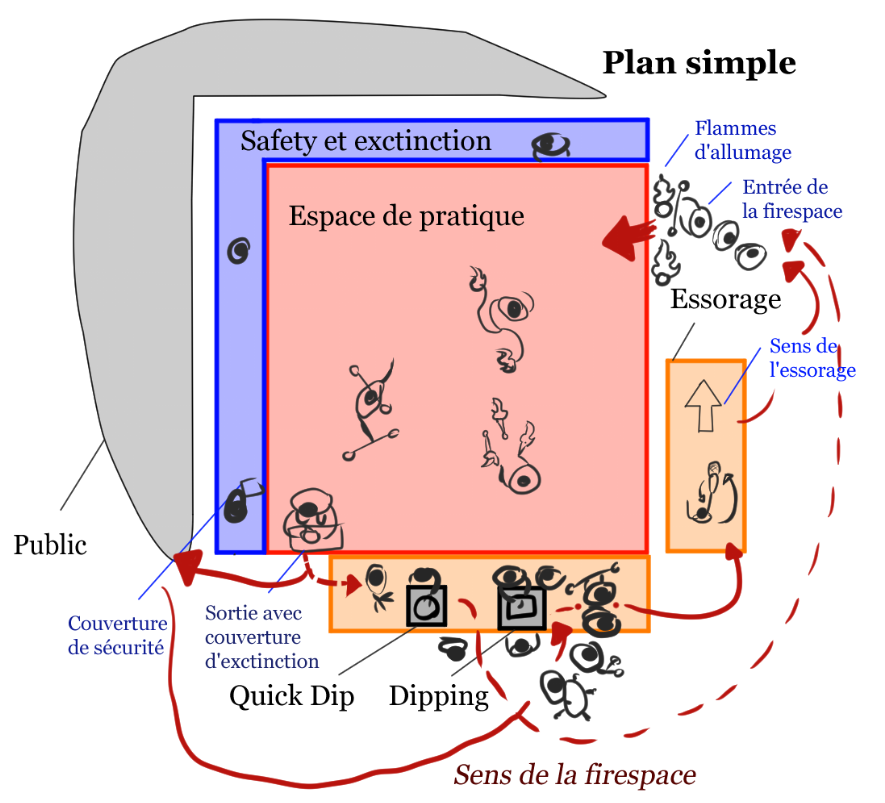 Plan simple
Flammes
d'allumage
Safety et exctinction
Entrée de
la firespace
Espace de pratique
Essorage
Sens de
l'essorage
Public
Couverture
de sécurité
Sortie avec
couverture
d'exctinction
Quick Dip
Dipping
Sens de la firespace